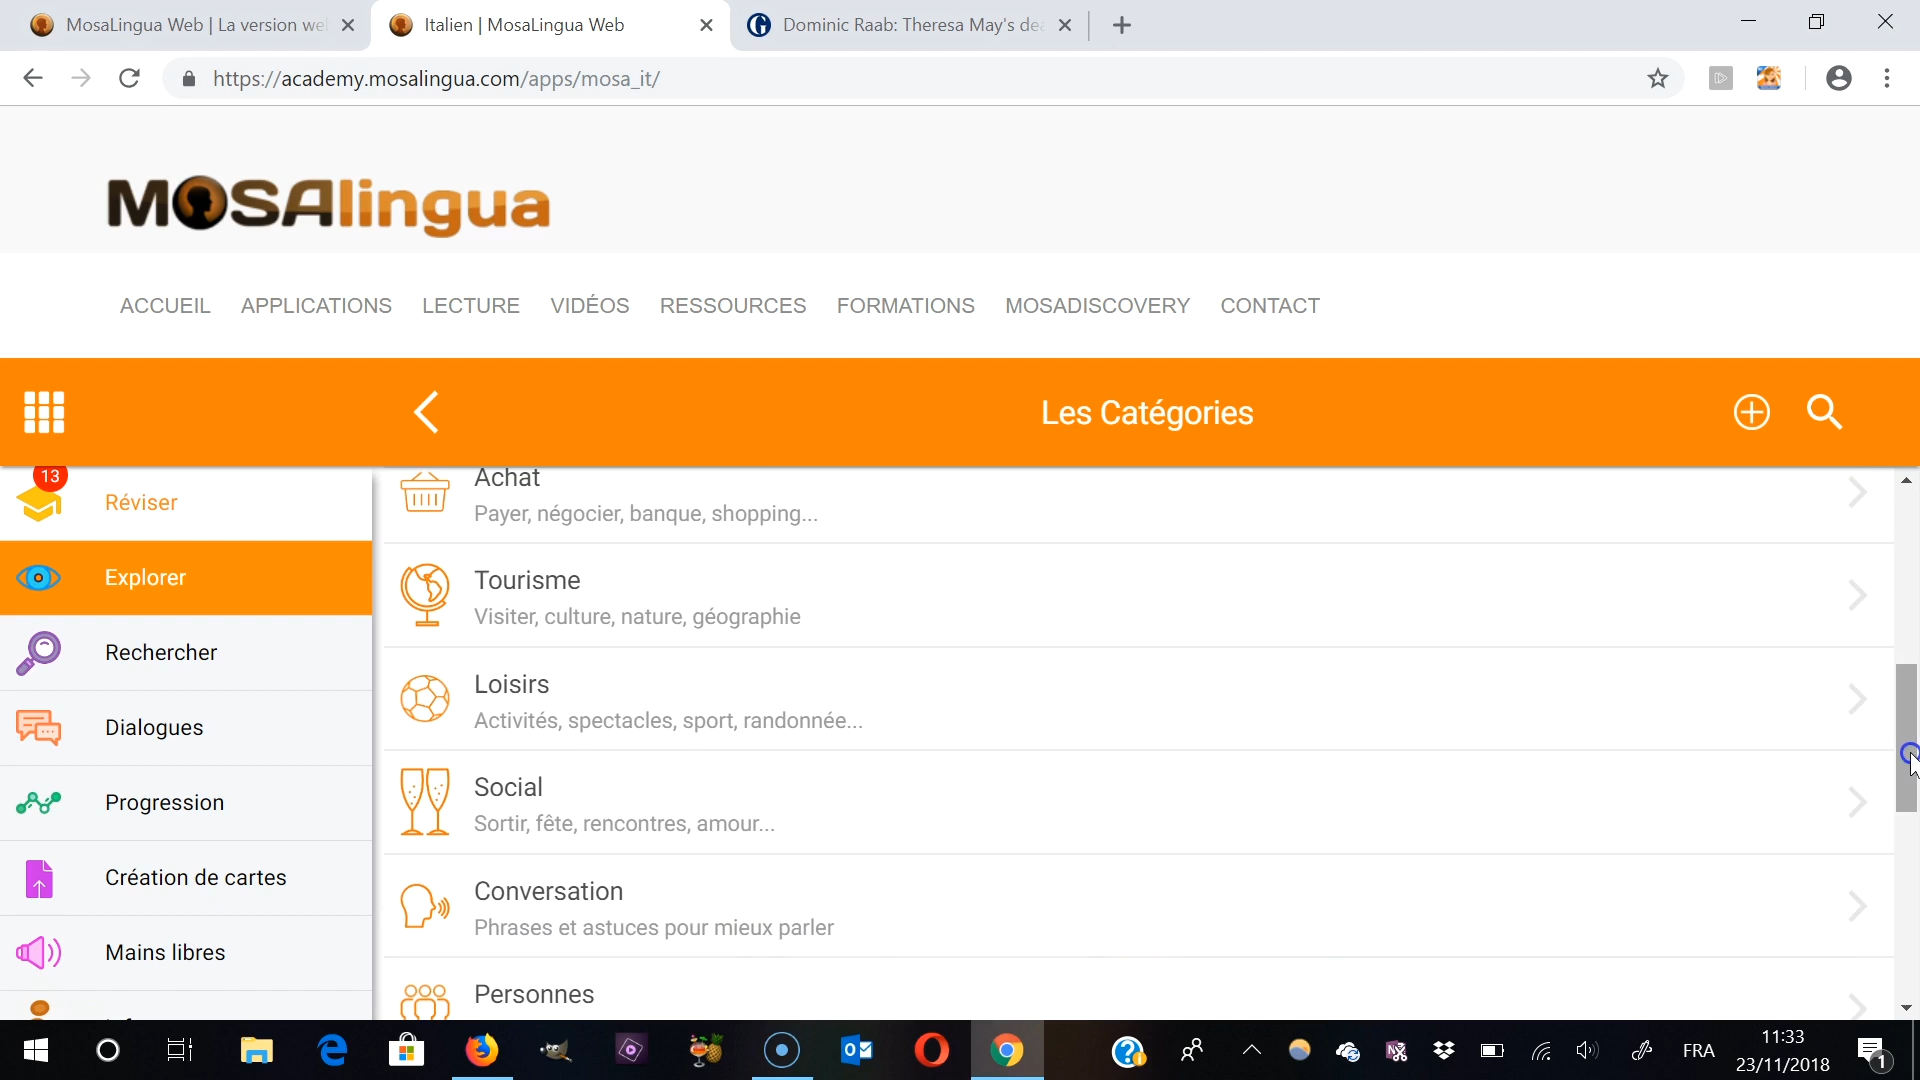 MosaLingua Web | La version we
Italien | MosaLingua Web
Dominic Raab: Theresa May's de
https://academy.mosalingua.com/apps/mosa_it/
MOSAlingua
ACCUEIL APPLICATIONS LECTURE VIDÉOS RESSOURCES FORMATIONS MOSADISCOVERY CONTACT
Les Catégories
13
Réviser
Explorer
Rechercher
Dialogues
Progression
Création de cartes
Mains libres
Achat
Payer, négocier, banque, shopping...
Tourisme
Visiter, culture, nature, géographie
Loisirs
Activités, spectacles, sport, randonnée...
Social
Sortir, fête, rencontres, amour...
Conversation
Phrases et astuces pour mieux parler
Personnes
FRA
11:33
23/11/2018
1